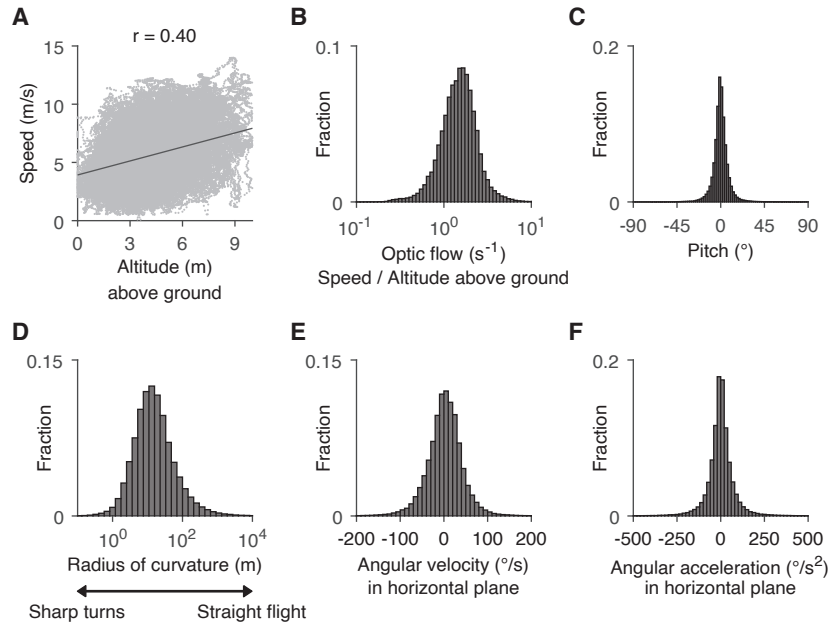 A
r = 0.40
15
10
5
0
Speed (m/s)
0 3 6 9
Altitude (m)
above ground
B
0.1
0
Fraction
10⁻¹ 10⁰ 10¹
Optic flow (s⁻¹)
Speed / Altitude above ground
C
0.2
0
Fraction
-90 -45 0 45 90
Pitch (°)
D
0.15
0
Fraction
10⁰ 10² 10⁴
Radius of curvature (m)
Sharp turns Straight flight
E
0.15
0
Fraction
-200 -100 0 100 200
Angular velocity (°/s)
in horizontal plane
F
0.2
0
Fraction
-500 -250 0 250 500
Angular acceleration (°/s²)
in horizontal plane